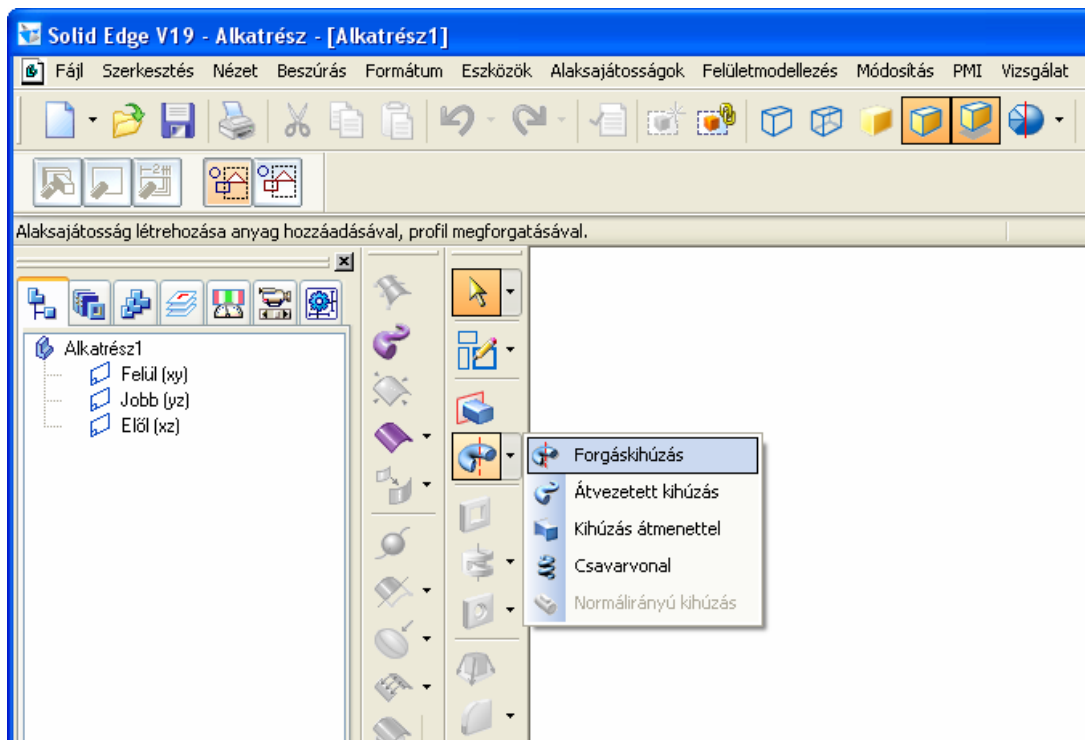 Solid Edge V19 - Alkatrész - [Alkatrész1]
Fájl Szerkesztés Nézet Beszúrás Formátum Eszközök Alaksajátosságok Felületmodellezés Módosítás PMI Vizsgálat
Alaksajátosság létrehozása anyag hozzáadásával, profil megforgatásával.
Alkatrész1
Felül (xy)
Jobb (yz)
Elől (xz)
Forgáskihúzás
Átvezetett kihúzás
Kihúzás átmenettel
Csavarvonal
Normálirányú kihúzás